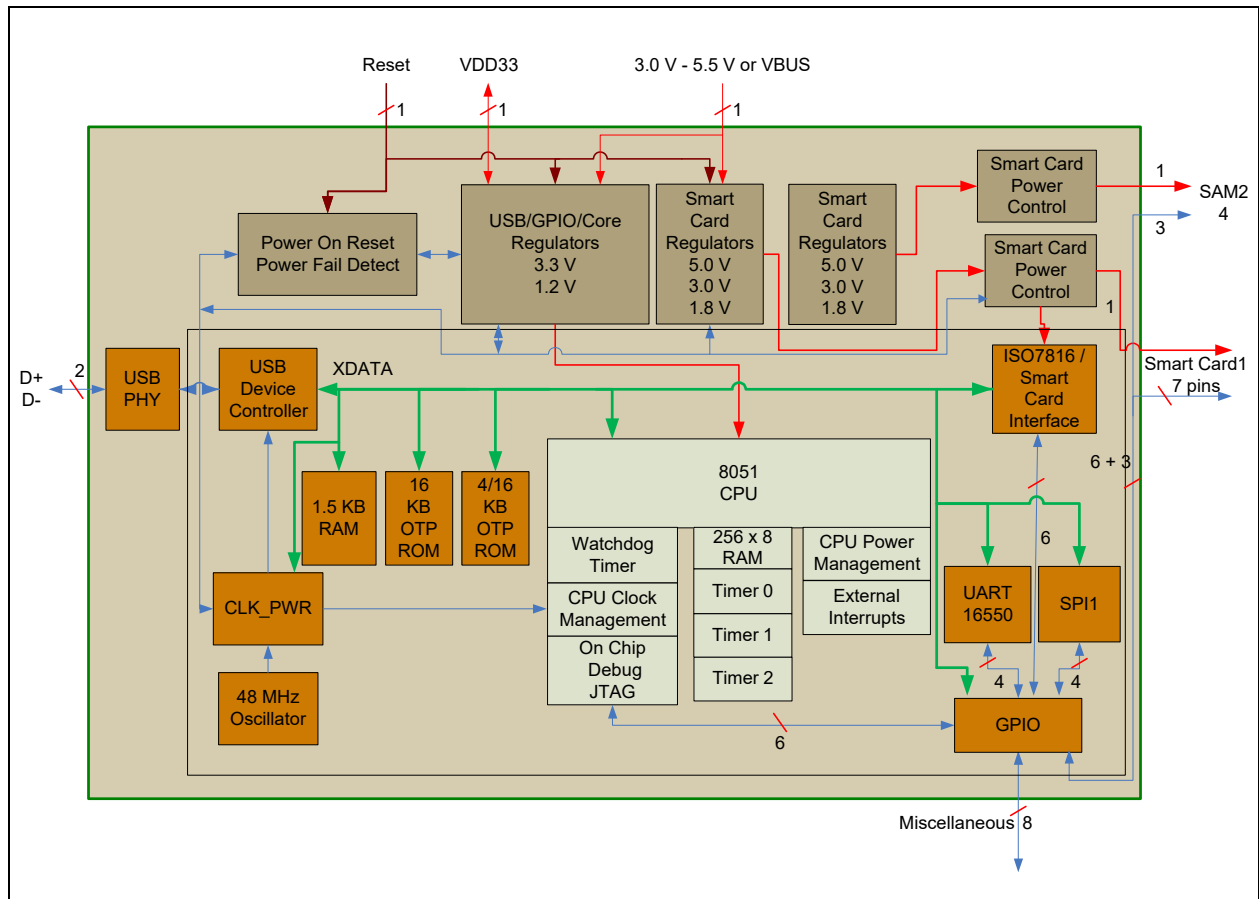 Reset
VDD33
3.0 V - 5.5 V or VBUS
1
1
1
Smart Card
Power
Control
1
SAM2
4
3
Power On Reset
Power Fail Detect
USB/GPIO/Core
Regulators
3.3 V
1.2 V
Smart
Card
Regulators
5.0 V
3.0 V
1.8 V
Smart
Card
Regulators
5.0 V
3.0 V
1.8 V
Smart Card
Power
Control
1
D+
D-
2
USB
PHY
USB
Device
Controller
XDATA
ISO7816 /
Smart
Card
Interface
Smart Card1
7 pins
1.5 KB
RAM
16
KB
OTP
ROM
4/16
KB
OTP
ROM
8051
CPU
6 + 3
6
Watchdog
Timer
256 x 8
RAM
CPU Power
Management
CLK_PWR
CPU Clock
Management
Timer 0
External
Interrupts
UART
16550
SPI1
On Chip
Debug
JTAG
Timer 1
Timer 2
4
4
48 MHz
Oscillator
6
GPIO
Miscellaneous
8